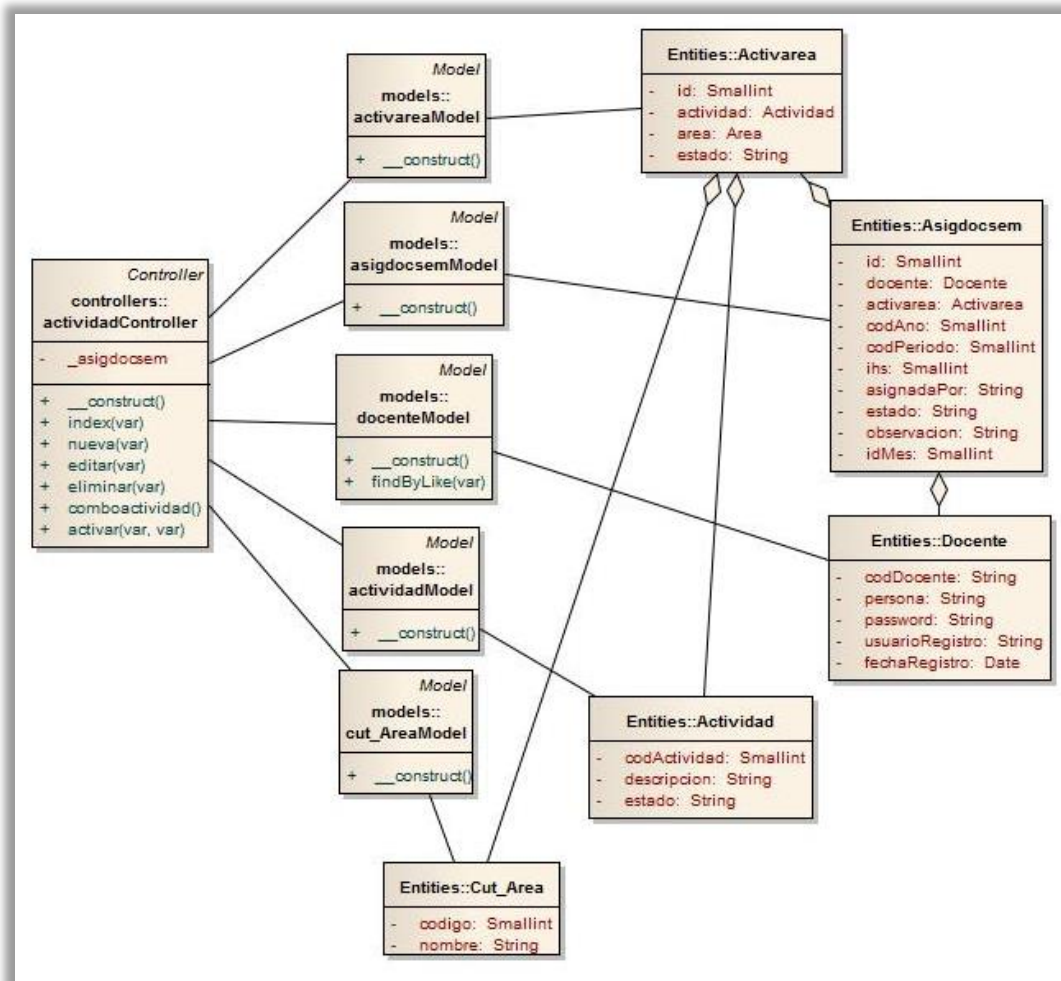 Controller
controllers::
actividadController
- _asigdocsem
+ __construct()
+ index(var)
+ nueva(var)
+ editar(var)
+ eliminar(var)
+ comboactividad()
+ activar(var, var)
Model
models::
activareaModel
+ __construct()
Model
models::
asigdocsemModel
+ __construct()
Model
models::
docenteModel
+ __construct()
+ findByLike(var)
Model
models::
actividadModel
+ __construct()
Model
models::
cut_AreaModel
+ __construct()
Entities::Activarea
- id: Smallint
- actividad: Actividad
- area: Area
- estado: String
Entities::Asigdocsem
- id: Smallint
- docente: Docente
- activarea: Activarea
- codAno: Smallint
- codPeriodo: Smallint
- ihs: Smallint
- asignadaPor: String
- estado: String
- observacion: String
- idMes: Smallint
Entities::Docente
- codDocente: String
- persona: String
- password: String
- usuarioRegistro: String
- fechaRegistro: Date
Entities::Actividad
- codActividad: Smallint
- descripcion: String
- estado: String
Entities::Cut_Area
- codigo: Smallint
- nombre: String